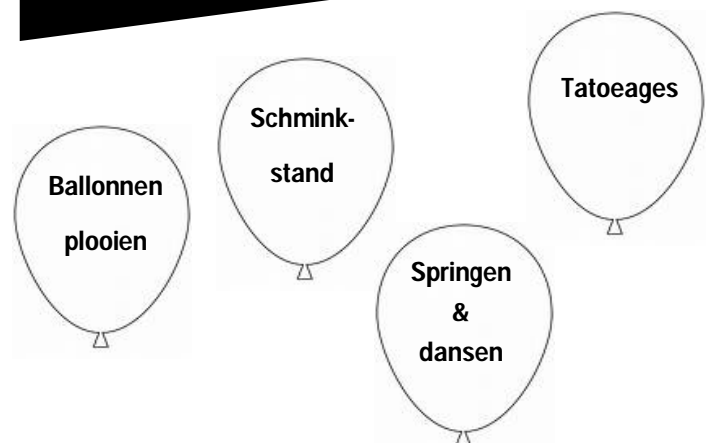 Ballonnen
plooien
Schmink-
stand
Springen
&
dansen
Tatoeages